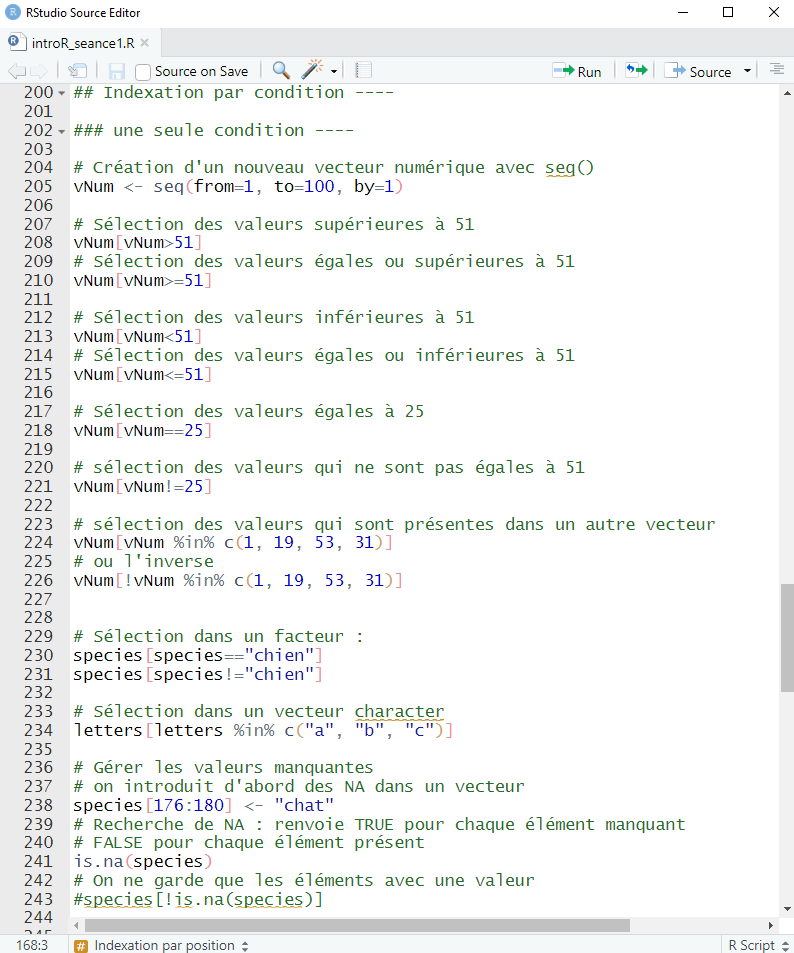 RStudio Source Editor
introR_seance1.R
Source on Save
Run
Source
200 ## Indexation par condition ----
201
202 ### une seule condition ----
203
204 # Création d'un nouveau vecteur numérique avec seq()
205 vNum <- seq(from=1, to=100, by=1)
206
207 # Sélection des valeurs supérieures à 51
208 vNum[vNum>51]
209 # Sélection des valeurs égales ou supérieures à 51
210 vNum[vNum>=51]
211
212 # Sélection des valeurs inférieures à 51
213 vNum[vNum<51]
214 # Sélection des valeurs égales ou inférieures à 51
215 vNum[vNum<=51]
216
217 # Sélection des valeurs égales à 25
218 vNum[vNum==25]
219
220 # sélection des valeurs qui ne sont pas égales à 51
221 vNum[vNum!=25]
222
223 # sélection des valeurs qui sont présentes dans un autre vecteur
224 vNum[vNum %in% c(1, 19, 53, 31)]
225 # ou l'inverse
226 vNum[!vNum %in% c(1, 19, 53, 31)]
227
228
229 # Sélection dans un facteur :
230 species[species=="chien"]
231 species[species!="chien"]
232
233 # Sélection dans un vecteur character
234 letters[letters %in% c("a", "b", "c")]
235
236 # Gérer les valeurs manquantes
237 # on introduit d'abord des NA dans un vecteur
238 species[176:180] <- "chat"
239 # Recherche de NA : renvoie TRUE pour chaque élément manquant
240 # FALSE pour chaque élément présent
241 is.na(species)
242 # On ne garde que les éléments avec une valeur
243 #species[!is.na(species)]
244
168:3
# Indexation par position
R Script